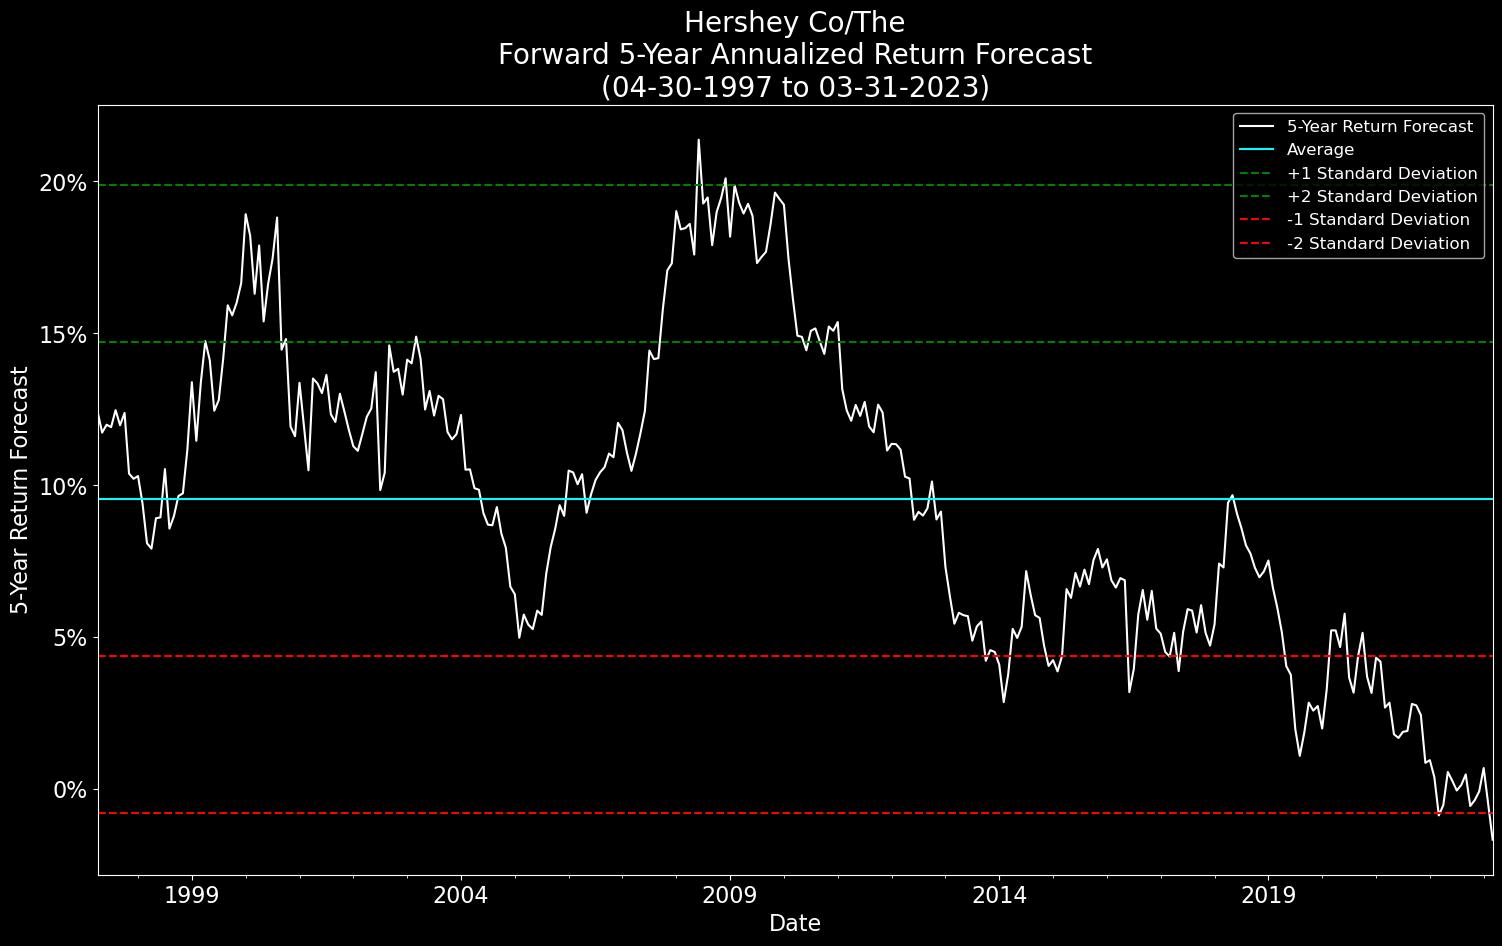 Hershey Co/The
Forward 5-Year Annualized Return Forecast
(04-30-1997 to 03-31-2023)
5-Year Return Forecast
Average
+1 Standard Deviation
+2 Standard Deviation
-1 Standard Deviation
-2 Standard Deviation
5-Year Return Forecast
20%
15%
10%
5%
0%
1999
2004
2009
2014
2019
Date